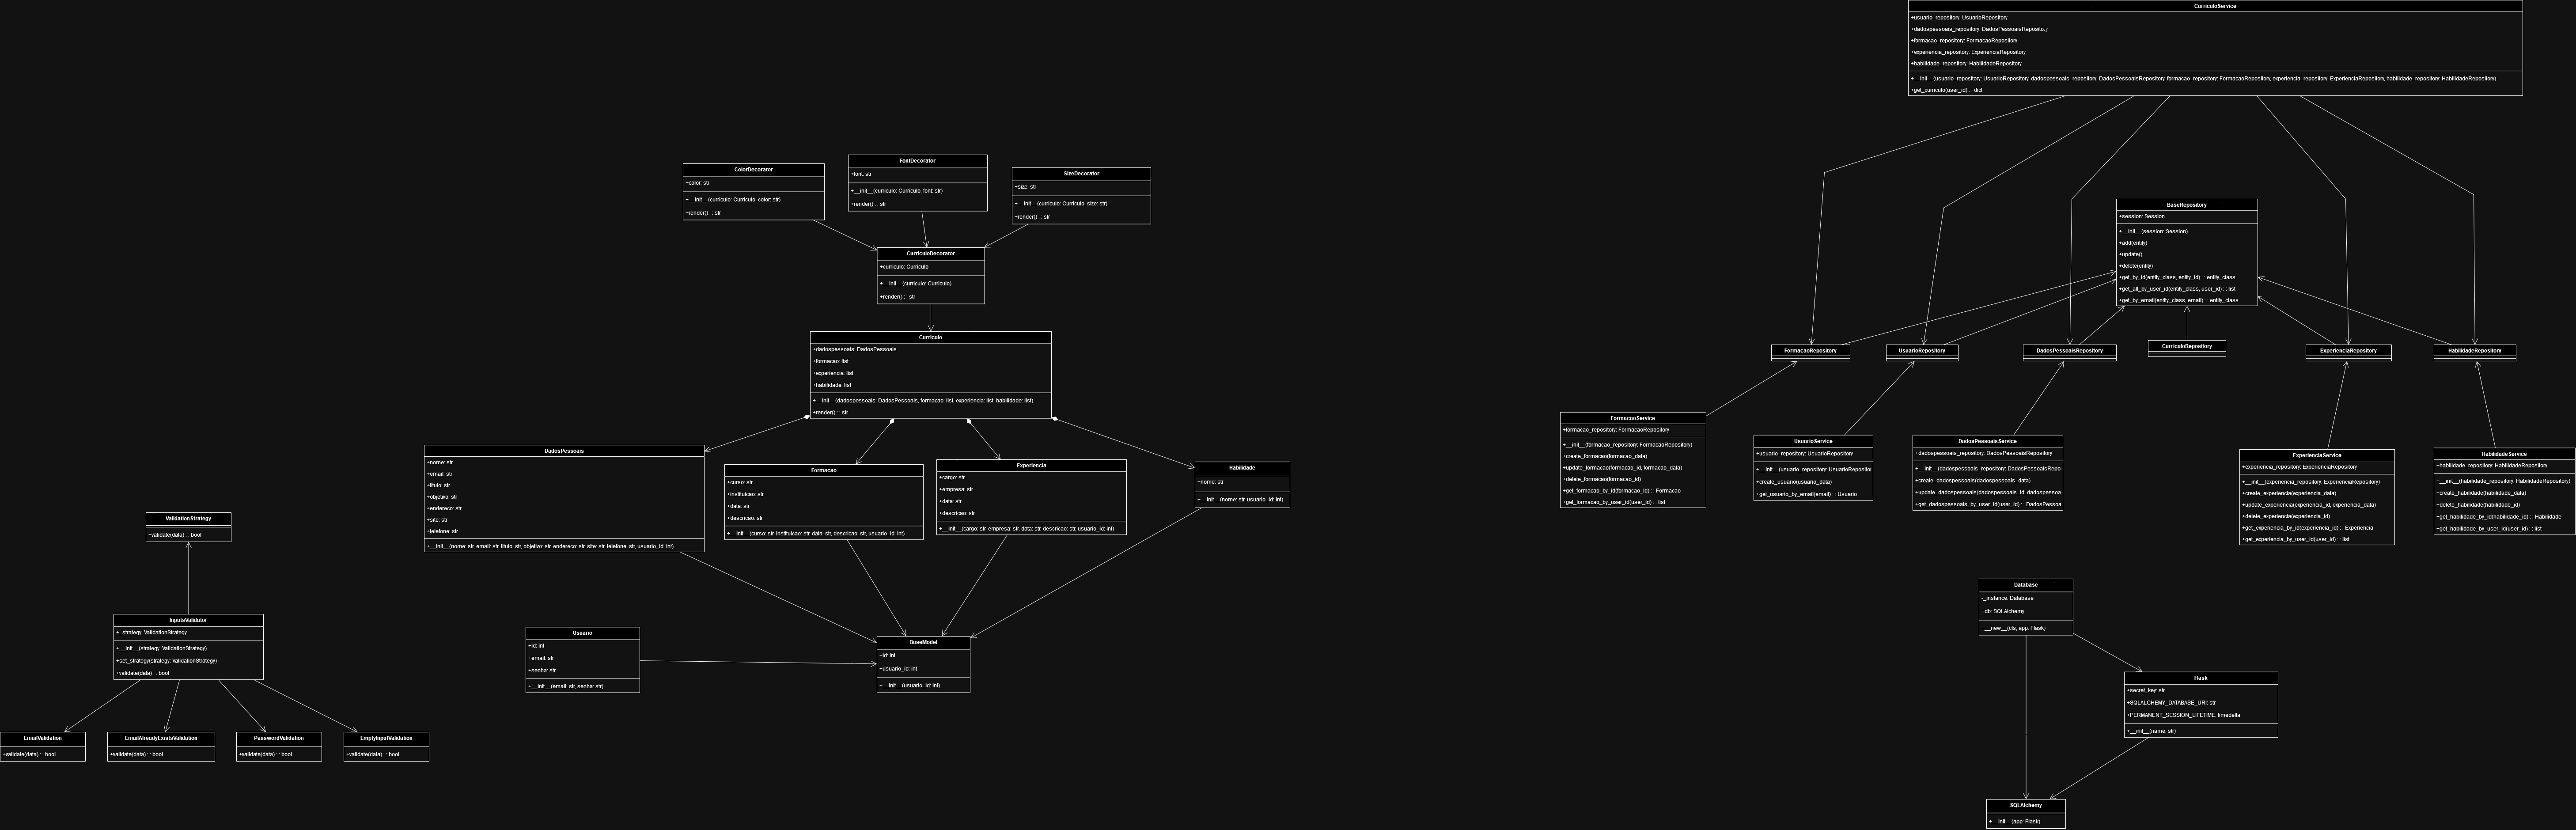 CurriculoService
+usuario_repository: UsuarioRepository
+dadospessoais_repository: DadosPessoaisRepository
+formacao_repository: FormacaoRepository
+experiencia_repository: ExperienciaRepository
+habilidade_repository: HabilidadeRepository
+__init__(usuario_repository: UsuarioRepository, dadospessoais_repository: DadosPessoaisRepository, formacao_repository: FormacaoRepository, experiencia_repository: ExperienciaRepository, habilidade_repository: HabilidadeRepository)
+get_curriculo(user_id) : : dict
ColorDecorator
+color: str
+__init__(curriculo: Curriculo, color: str)
+render() : : str
FontDecorator
+font: str
+__init__(curriculo: Curriculo, font: str)
+render() : : str
SizeDecorator
+size: str
+__init__(curriculo: Curriculo, size: str)
+render() : : str
CurriculoDecorator
+curriculo: Curriculo
+__init__(curriculo: Curriculo)
+render() : : str
BaseRepository
+session: Session
+__init__(session: Session)
+add(entity)
+update()
+delete(entity)
+get_by_id(entity_class, entity_id) : : entity_class
+get_all_by_user_id(entity_class, user_id) : : list
+get_by_email(entity_class, email) : : entity_class
Curriculo
+dadospessoais: DadosPessoais
+formacao: list
+experiencia: list
+habilidade: list
+__init__(dadospessoais: DadosPessoais, formacao: list, experiencia: list, habilidade: list)
+render() : : str
FormacaoRepository
UsuarioRepository
DadosPessoaisRepository
CurriculoRepository
ExperienciaRepository
HabilidadeRepository
DadosPessoais
+nome: str
+email: str
+titulo: str
+objetivo: str
+endereco: str
+site: str
+telefone: str
+__init__(nome: str, email: str, titulo: str, objetivo: str, endereco: str, site: str, telefone: str, usuario_id: int)
Formacao
+curso: str
+instituicao: str
+data: str
+descricao: str
+__init__(curso: str, instituicao: str, data: str, descricao: str, usuario_id: int)
Experiencia
+cargo: str
+empresa: str
+data: str
+descricao: str
+__init__(cargo: str, empresa: str, data: str, descricao: str, usuario_id: int)
Habilidade
+nome: str
+__init__(nome: str, usuario_id: int)
FormacaoService
+formacao_repository: FormacaoRepository
+__init__(formacao_repository: FormacaoRepository)
+create_formacao(formacao_data)
+update_formacao(formacao_id, formacao_data)
+delete_formacao(formacao_id)
+get_formacao_by_id(formacao_id) : : Formacao
+get_formacao_by_user_id(user_id) : : list
UsuarioService
+usuario_repository: UsuarioRepository
+__init__(usuario_repository: UsuarioRepositor
+create_usuario(usuario_data)
+get_usuario_by_email(email) : : Usuario
DadosPessoaisService
+dadospessoais_repository: DadosPessoaisRepository
+__init__(dadospessoais_repository: DadosPessoaisRepo
+create_dadospessoais(dadospessoais_data)
+update_dadospessoais(dadospessoais_id, dadospessoa
+get_dadospessoais_by_user_id(user_id) : : DadosPessoa
ExperienciaService
+experiencia_repository: ExperienciaRepository
+__init__(experiencia_repository: ExperienciaRepository)
+create_experiencia(experiencia_data)
+update_experiencia(experiencia_id, experiencia_data)
+delete_experiencia(experiencia_id)
+get_experiencia_by_id(experiencia_id) : : Experiencia
+get_experiencia_by_user_id(user_id) : : list
HabilidadeService
+habilidade_repository: HabilidadeRepository
+__init__(habilidade_repository: HabilidadeRepository)
+create_habilidade(habilidade_data)
+delete_habilidade(habilidade_id)
+get_habilidade_by_id(habilidade_id) : : Habilidade
+get_habilidade_by_user_id(user_id) : : list
ValidationStrategy
+validate(data) : : bool
InputsValidator
+_strategy: ValidationStrategy
+__init__(strategy: ValidationStrategy)
+set_strategy(strategy: ValidationStrategy)
+validate(data) : : bool
Usuario
+id: int
+email: str
+senha: str
+__init__(email: str, senha: str)
BaseModel
+id: int
+usuario_id: int
+__init__(usuario_id: int)
Database
-_instance: Database
+db: SQLAlchemy
+__new__(cls, app: Flask)
Flask
+secret_key: str
+SQLALCHEMY_DATABASE_URI: str
+PERMANENT_SESSION_LIFETIME: timedelta
+__init__(name: str)
EmailValidation
+validate(data) : : bool
EmailAlreadyExistsValidation
+validate(data) : : bool
PasswordValidation
+validate(data) : : bool
EmptyInputValidation
+validate(data) : : bool
SQLAlchemy
+__init__(app: Flask)